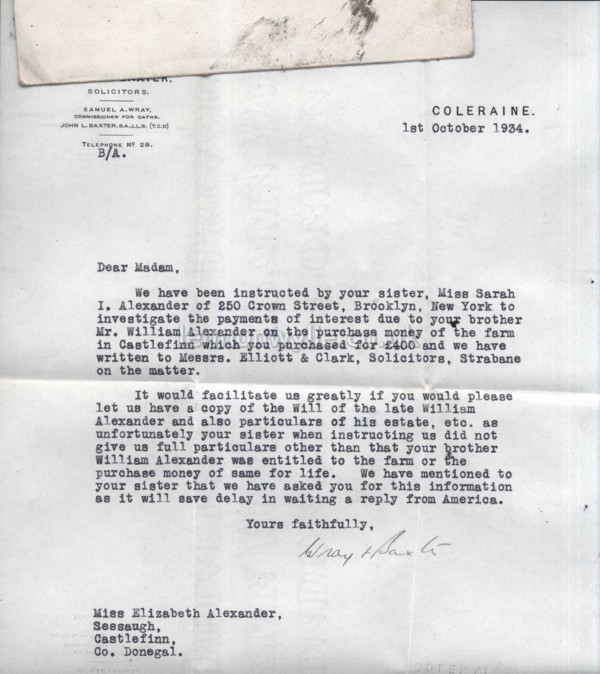 SOLICITORS.
SAMUEL A. WRAY,
COMMISSIONER FOR OATHS.
JOHN L. BAXTER, B.A., LL.B. (T.C.D)
TELEPHONE Nº 28.
B/A.
COLERAINE.
1st October 1934.
Dear Madam,
We have been instructed by your sister, Miss Sarah
I. Alexander of 250 Crown Street, Brooklyn, New York to
investigate the payments of interest due to your brother
Mr. William Alexander on the purchase money of the farm
in Castlefinn which you purchased for £400 and we have
written to Messrs. Elliott & Clark, Solicitors, Strabane
on the matter.
It would facilitate us greatly if you would please
let us have a copy of the Will of the late William
Alexander and also particulars of his estate, etc. as
unfortunately your sister when instructing us did not
give us full particulars other than that your brother
William Alexander was entitled to the farm or the
purchase money of same for life. We have mentioned to
your sister that we have asked you for this information
as it will save delay in waiting a reply from America.
Yours faithfully,
Wray & Baxter
Miss Elizabeth Alexander,
Sessaugh,
Castlefinn,
Co. Donegal.